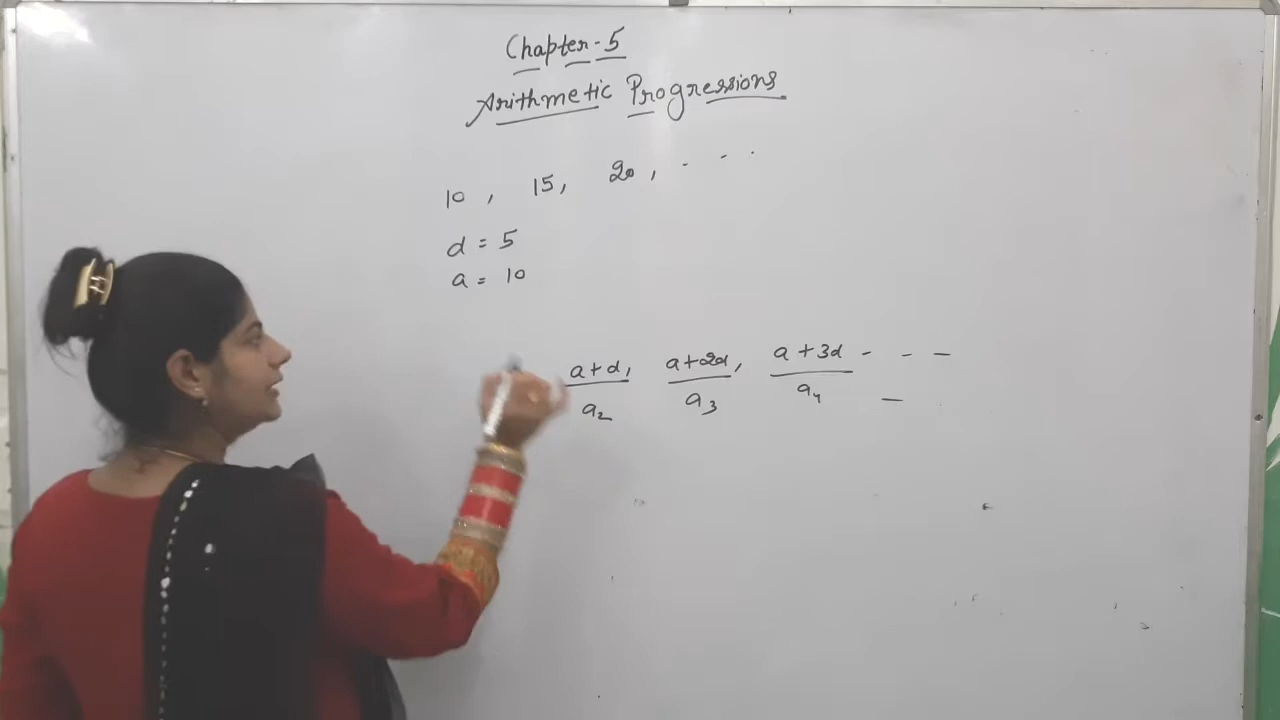 Chapter-5
Arithmetic Progressions
10, 15, 20, - - -
d = 5
a = 10
a+d, a+2d, a+3d - - -
a₂ a₃ a₄ —